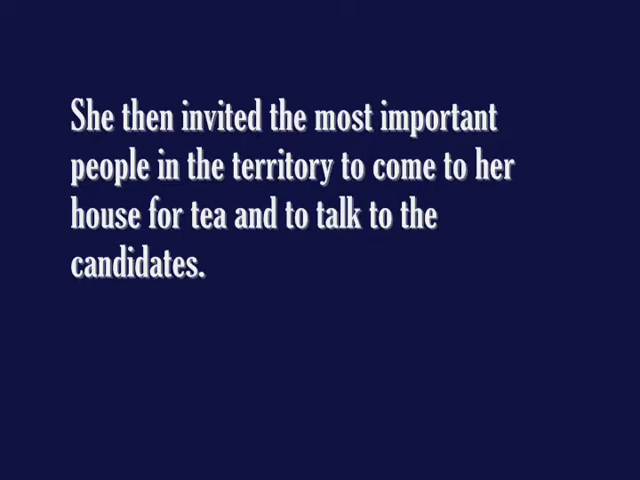 She then invited the most important
people in the territory to come to her
house for tea and to talk to the
candidates.